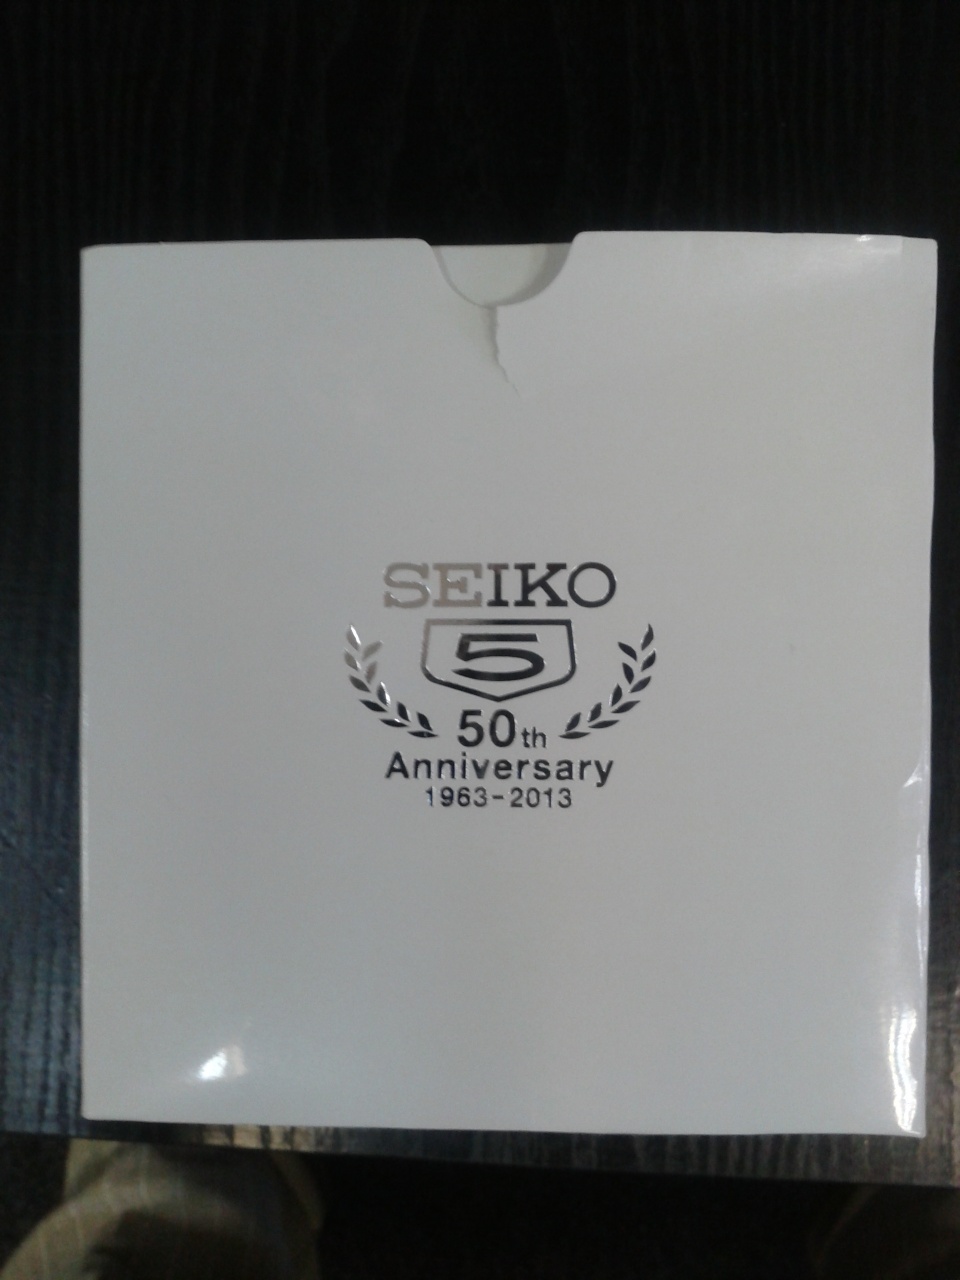 SEIKO
5
50th
Anniversary
1963-2013